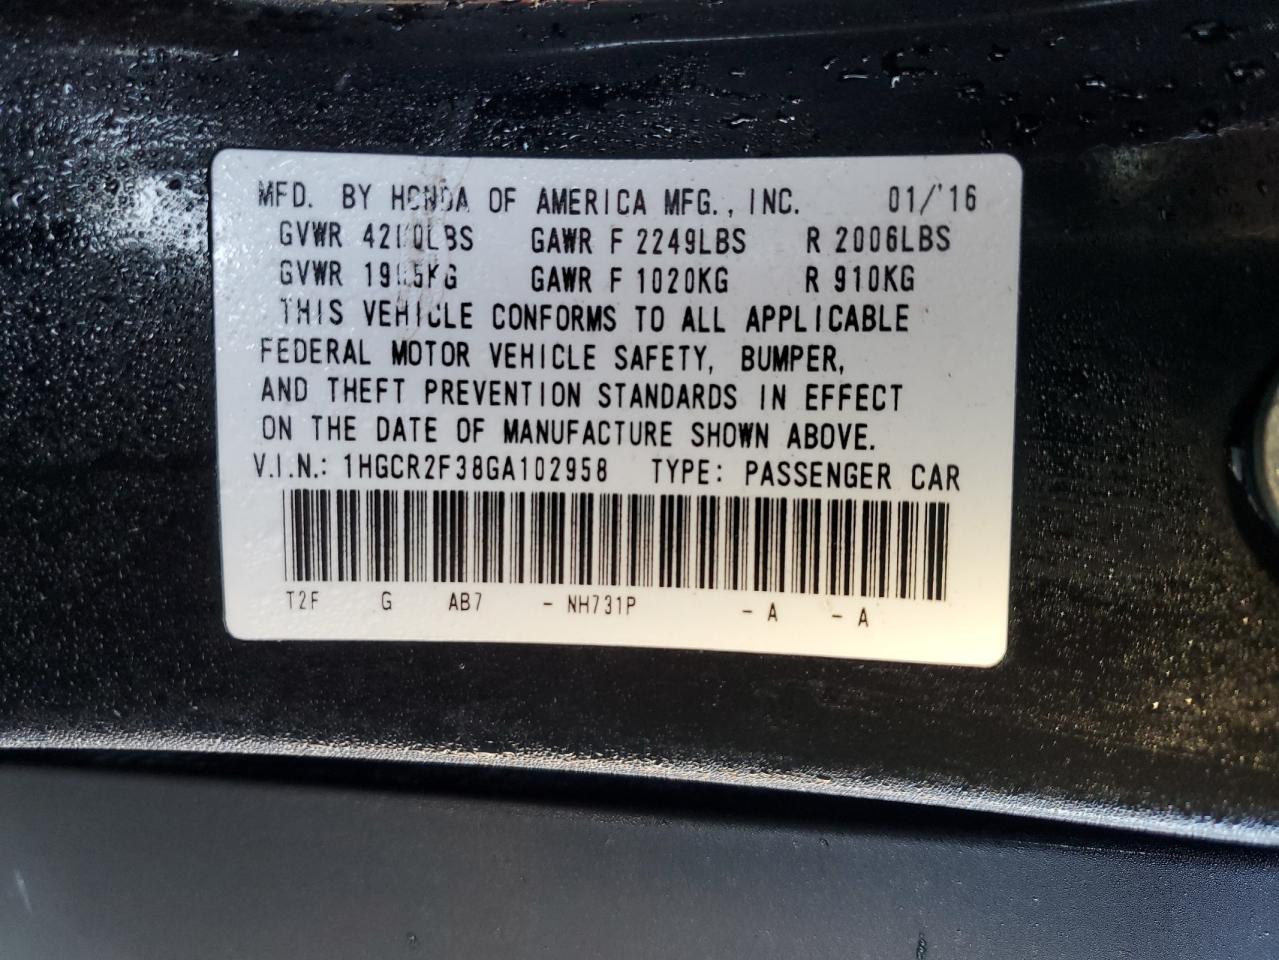 MFD. BY HONDA OF AMERICA MFG., INC. 01/'16
GVWR GAWR F 2249LBS R 2006LBS
GVWR GAWR F 1020KG R 910KG
THIS VEHICLE CONFORMS TO ALL APPLICABLE
FEDERAL MOTOR VEHICLE SAFETY, BUMPER,
AND THEFT PREVENTION STANDARDS IN EFFECT
ON THE DATE OF MANUFACTURE SHOWN ABOVE.
V.I.N.: 1HGCR2F38GA102958 TYPE: PASSENGER CAR
T2F G AB7 - NH731P - A - A